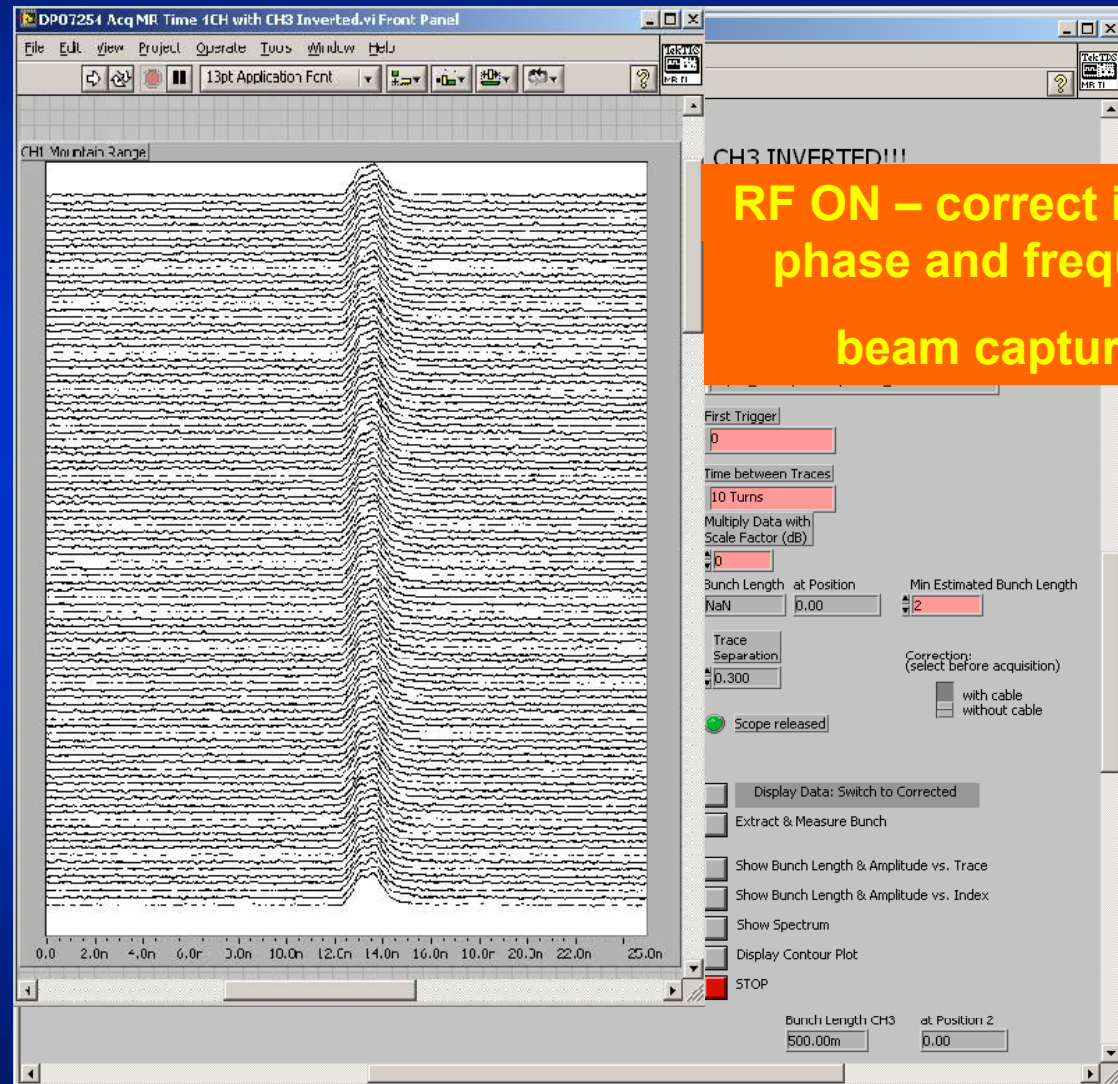 DPO7254 Acq MR Time 4CH with CH3 Inverted.vi Front Panel
File Edit View Project Operate Tools Window Help
TekTDS
MR TI
13pt Application Font
TekTDS
MR TI
CH1 Mountain Range
0.0 2.0n 4.0n 6.0n 8.0n 10.0n 12.0n 14.0n 16.0n 18.0n 20.0n 22.0n 25.0n
CH3 INVERTED!!!
RF ON – correct
phase and
beam
First Trigger
0
Time between Traces
10 Turns
Multiply Data with
Scale Factor (dB)
0
Bunch Length at Position Min Estimated Bunch Length
NaN 0.00 2
Trace
Separation
0.300
Correction:
(select before acquisition)
with cable
without cable
Scope released
Display Data: Switch to Corrected
Extract & Measure Bunch
Show Bunch Length & Amplitude vs. Trace
Show Bunch Length & Amplitude vs. Index
Show Spectrum
Display Contour Plot
STOP
Bunch Length CH3 at Position 2
500.00m 0.00